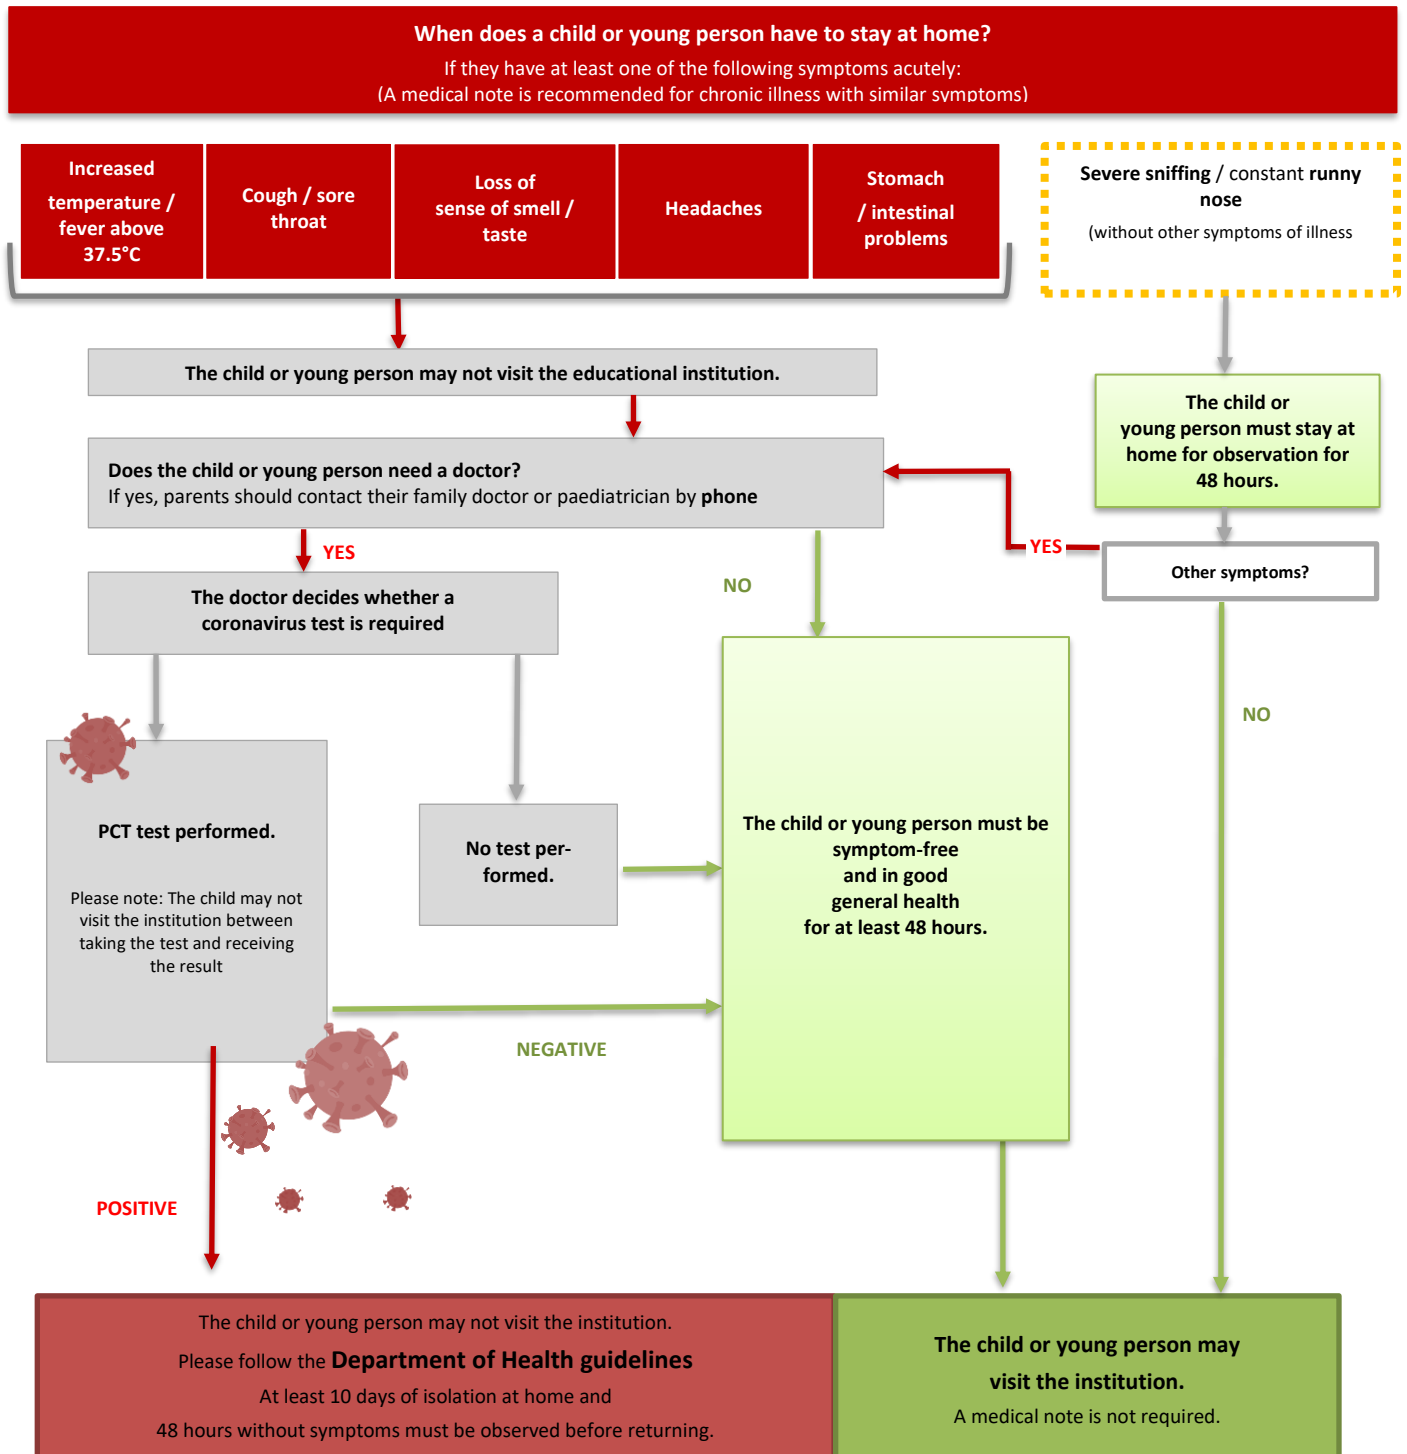 When does a child or young person have to stay at home?
If they have at least one of the following symptoms acutely:
(A medical note is recommended for chronic illness with similar symptoms)
Increased
temperature /
fever above
37.5°C
Cough / sore
throat
Loss of
sense of smell /
taste
Headaches
Stomach
/ intestinal
problems
Severe sniffing / constant runny
nose
(without other symptoms of illness
The child or young person may not visit the educational institution.
The child or
young person must stay at
home for observation for
48 hours.
Does the child or young person need a doctor?
If yes, parents should contact their family doctor or paediatrician by phone
YES
YES
Other symptoms?
NO
The doctor decides whether a
coronavirus test is required
NO
PCT test performed.
Please note: The child may not
visit the institution between
taking the test and receiving
the result
No test per-
formed.
The child or young person must be
symptom-free
and in good
general health
for at least 48 hours.
NEGATIVE
POSITIVE
The child or young person may not visit the institution.
Please follow the Department of Health guidelines
At least 10 days of isolation at home and
48 hours without symptoms must be observed before returning.
The child or young person may
visit the institution.
A medical note is not required.